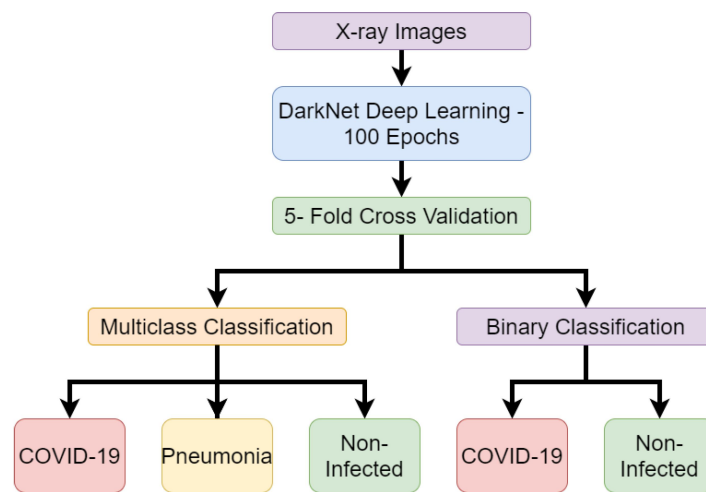 X-ray Images
DarkNet Deep Learning -
100 Epochs
5- Fold Cross Validation
Multiclass Classification
Binary Classification
COVID-19
Pneumonia
Non-
Infected
COVID-19
Non-
Infected